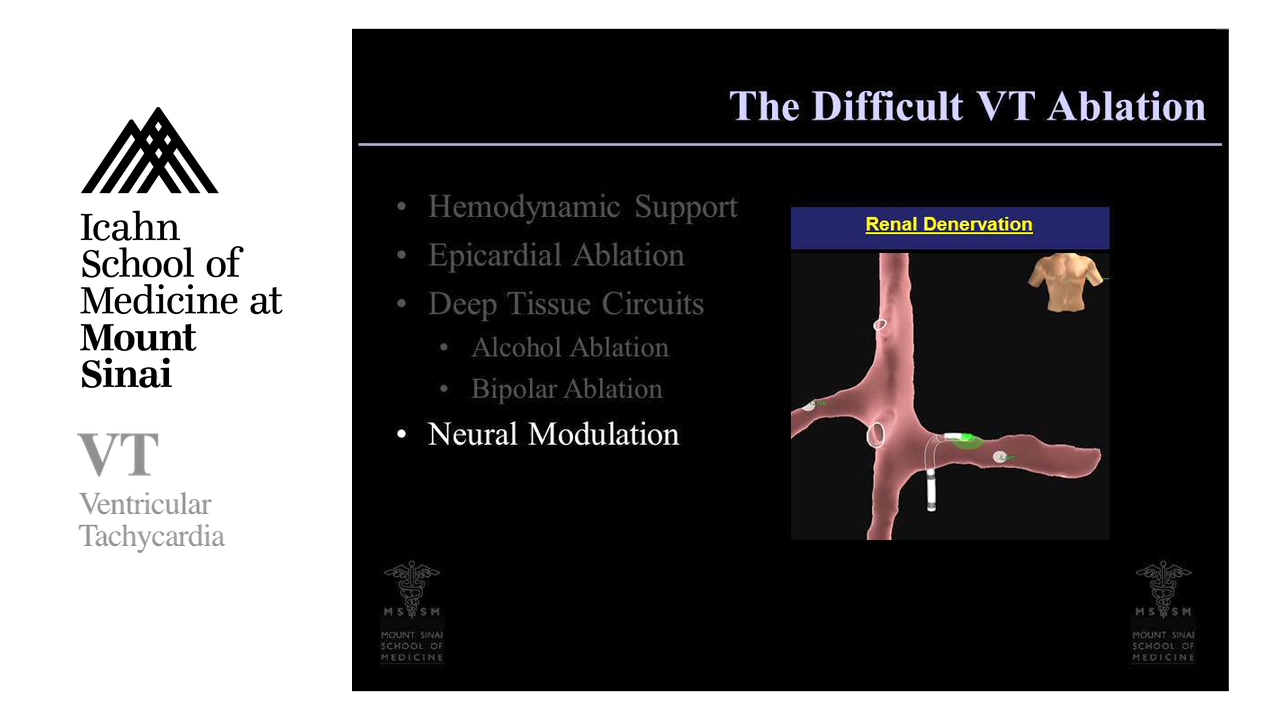 Icahn
School of
Medicine at
Mount
Sinai
VT
Ventricular
Tachycardia
The Difficult VT Ablation
• Hemodynamic Support
• Epicardial Ablation
• Deep Tissue Circuits
• Alcohol Ablation
• Bipolar Ablation
• Neural Modulation
Renal Denervation
MSSM
MOUNT SINAI
SCHOOL OF
MEDICINE
MSSM
MOUNT SINAI
SCHOOL OF
MEDICINE